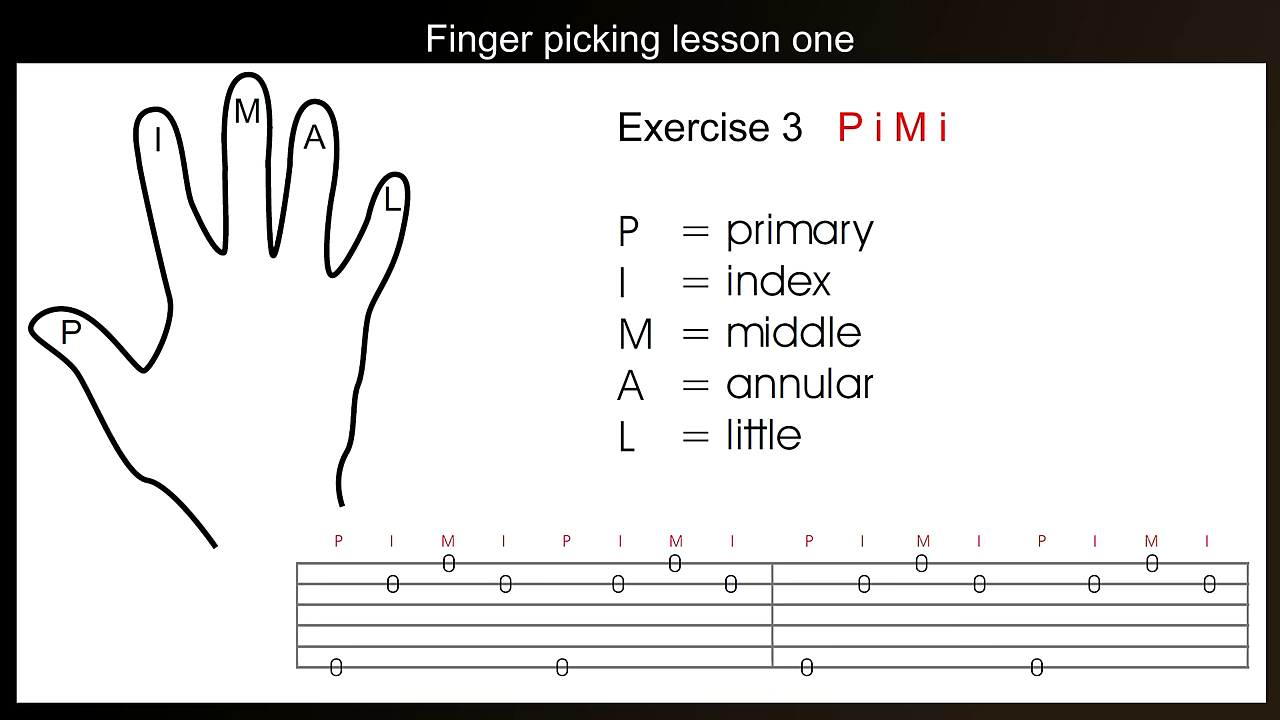 Finger picking lesson one
I M A L P
Exercise 3 P i M i
P = primary
I = index
M = middle
A = annular
L = little
P I M I P I M I P I M I P I M I
0 0 0 0
0 0 0 0 0 0 0 0
0 0 0 0